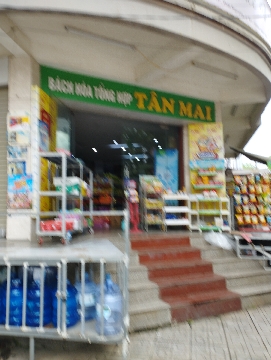 BÁCH HÓA TỔNG HỢP TÂN MAI